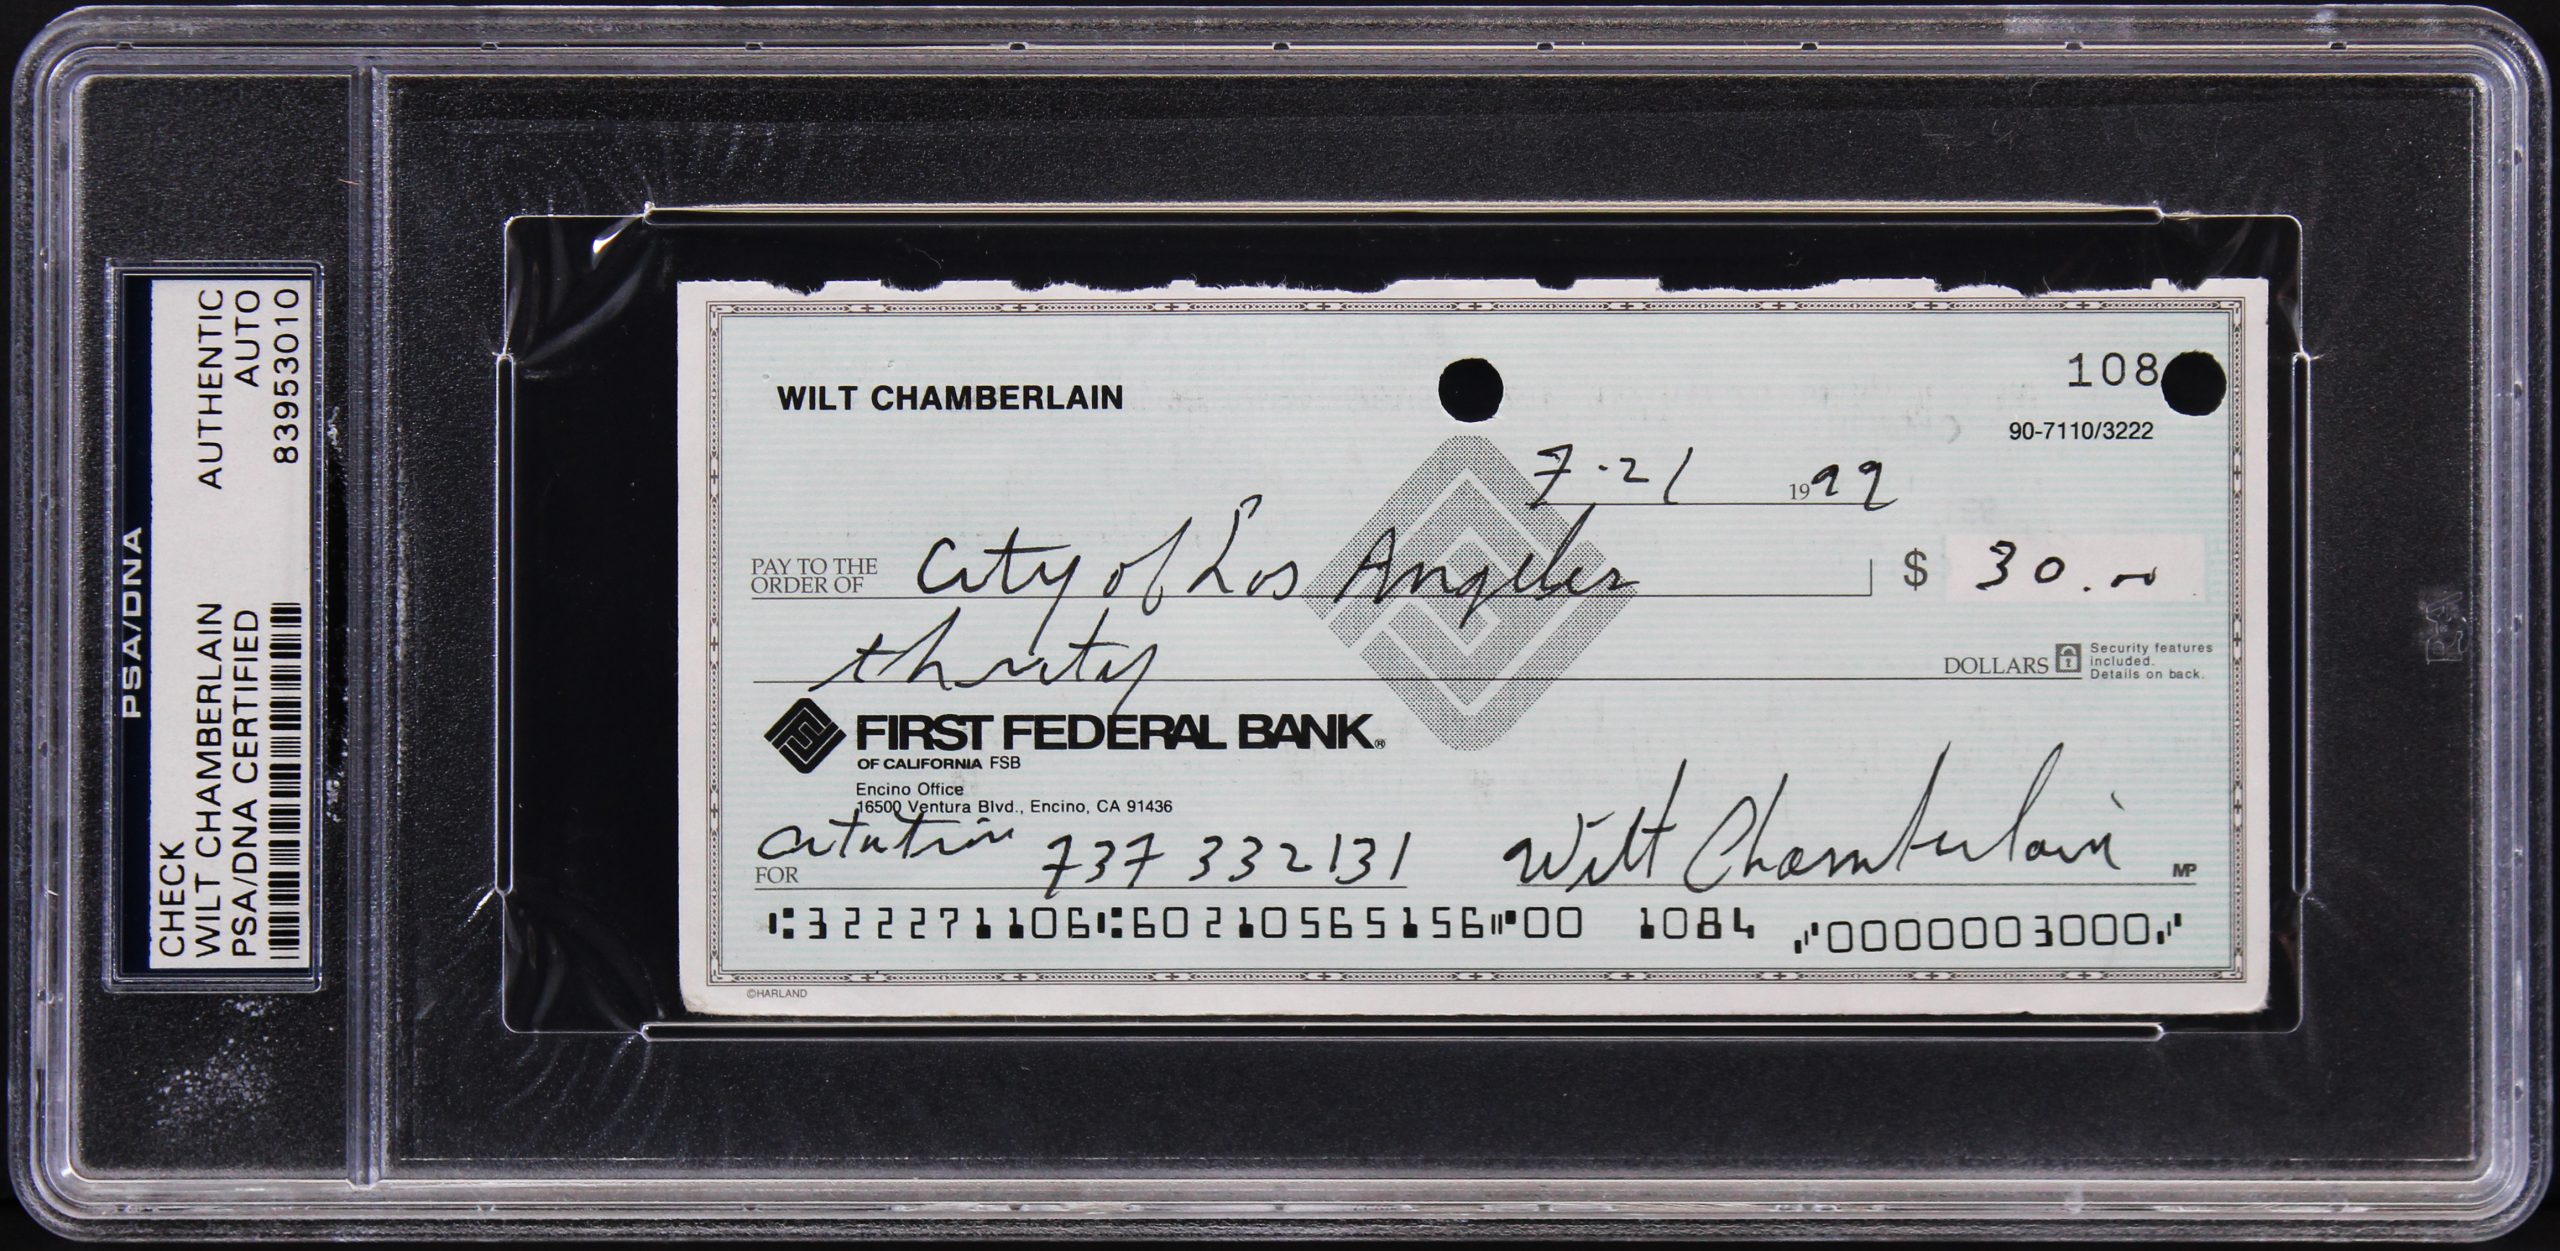 PSA/DNA
CHECK AUTHENTIC
WILT CHAMBERLAIN AUTO
PSA/DNA CERTIFIED 83953010
WILT CHAMBERLAIN
108
90-7110/3222
7-21 1999
PAY TO THE
ORDER OF City of Los Angeles $ 30.00
thirty DOLLARS
Security features
included.
Details on back.
FIRST FEDERAL BANK®
OF CALIFORNIA FSB
Encino Office
16500 Ventura Blvd., Encino, CA 91436
FOR citation 737 332131 Wilt Chamberlain MP
⑆322271106⑆6021056515⑈00 1084 ⑇0000003000⑇
©HARLAND